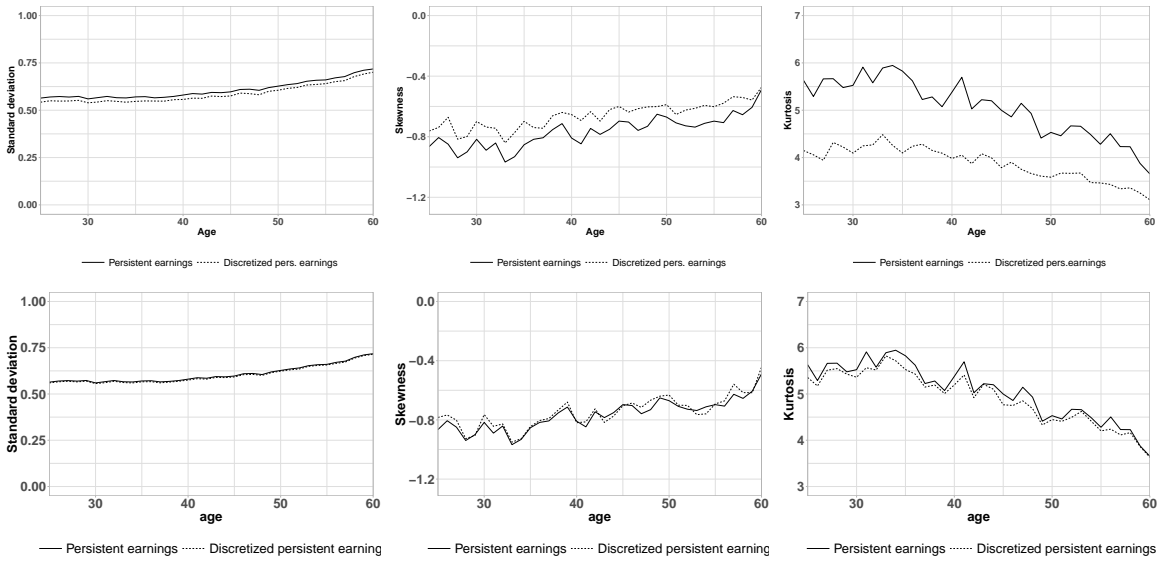 Standard deviation
1.00
0.75
0.50
0.25
0.00
30 40 50 60
Age
Persistent earnings Discretized pers. earnings
Skewness
0.0
−0.4
−0.8
−1.2
30 40 50 60
Age
Persistent earnings Discretized pers. earnings
Kurtosis
7
6
5
4
3
30 40 50 60
Age
Persistent earnings Discretized pers.earnings
Standard deviation
1.00
0.75
0.50
0.25
0.00
30 40 50 60
age
Persistent earnings Discretized persistent earning
Skewness
0.0
−0.4
−0.8
−1.2
30 40 50 60
age
Persistent earnings Discretized persistent earning
Kurtosis
7
6
5
4
3
30 40 50 60
age
Persistent earnings Discretized persistent earnings